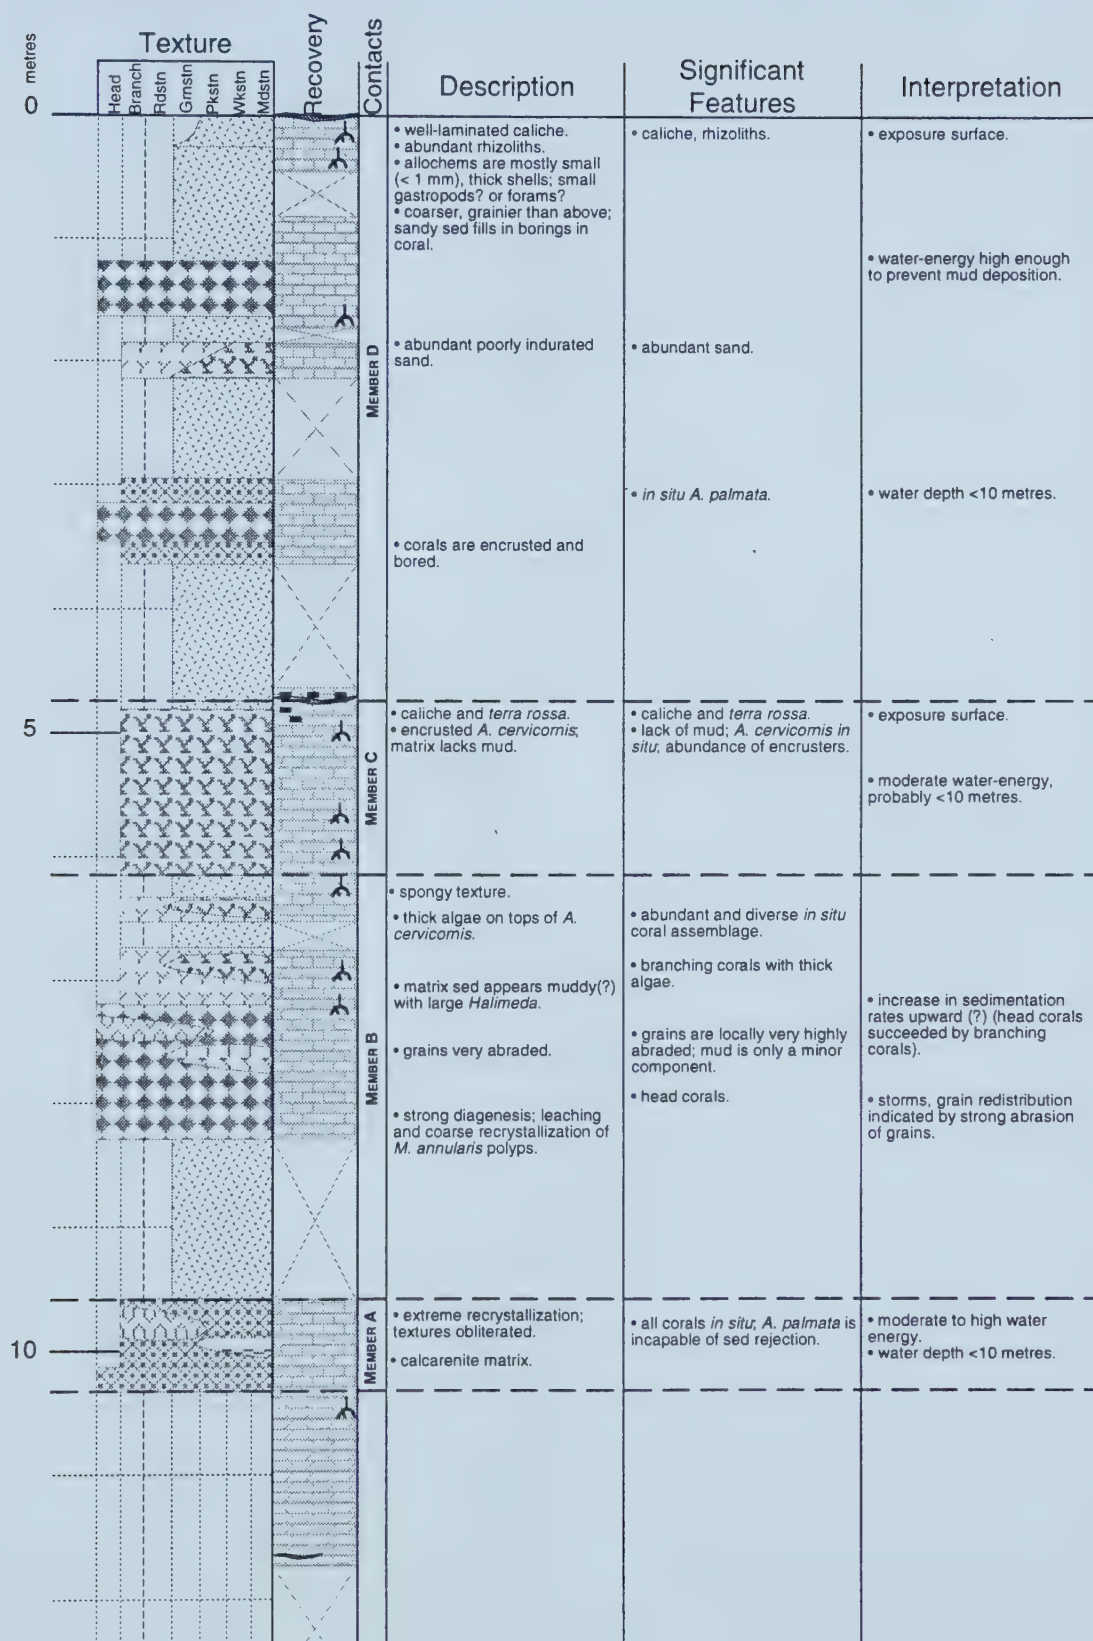 metres
Texture
Recovery
Contacts
Description
Significant
Features
Interpretation
Head
Branch
Rdstn
Grnstn
Pkstn
Wkstn
Mdstn
0
5
10
MEMBER D
MEMBER C
MEMBER B
MEMBER A
• well-laminated caliche.
• abundant rhizoliths.
• allochems are mostly small
(< 1 mm), thick shells; small
gastropods? or forams?
• coarser, grainier than above;
sandy sed fills in borings in
coral.
• caliche, rhizoliths.
• exposure surface.
• water-energy high enough
to prevent mud deposition.
• abundant poorly indurated
sand.
• abundant sand.
• in situ A. palmata.
• water depth <10 metres.
• corals are encrusted and
bored.
• caliche and terra rossa.
• encrusted A. cervicornis;
matrix lacks mud.
• caliche and terra rossa.
• lack of mud; A. cervicornis in
situ; abundance of encrusters.
• exposure surface.
• moderate water-energy,
probably <10 metres.
• spongy texture.
• thick algae on tops of A.
cervicornis.
• matrix sed appears muddy(?)
with large Halimeda.
• grains very abraded.
• strong diagenesis; leaching
and coarse recrystallization of
M. annularis polyps.
• abundant and diverse in situ
coral assemblage.
• branching corals with thick
algae.
• grains are locally very highly
abraded; mud is only a minor
component.
• head corals.
• increase in sedimentation
rates upward (?) (head corals
succeeded by branching
corals).
• storms, grain redistribution
indicated by strong abrasion
of grains.
• extreme recrystallization;
textures obliterated.
• calcarenite matrix.
• all corals in situ; A. palmata is
incapable of sed rejection.
• moderate to high water
energy.
• water depth <10 metres.